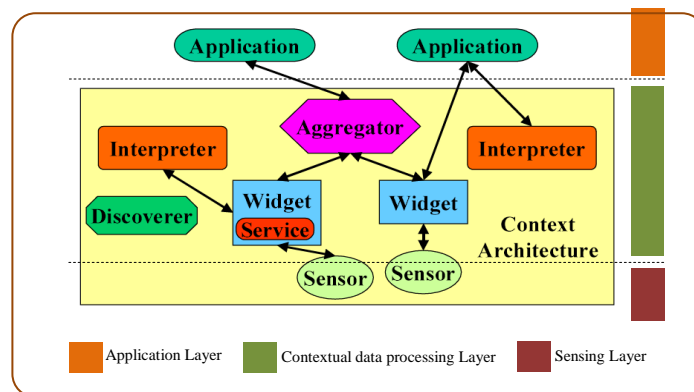 Application
Application
Aggregator
Interpreter
Interpreter
Widget
Service
Widget
Discoverer
Context
Architecture
Sensor
Sensor
Application Layer
Contextual data processing Layer
Sensing Layer